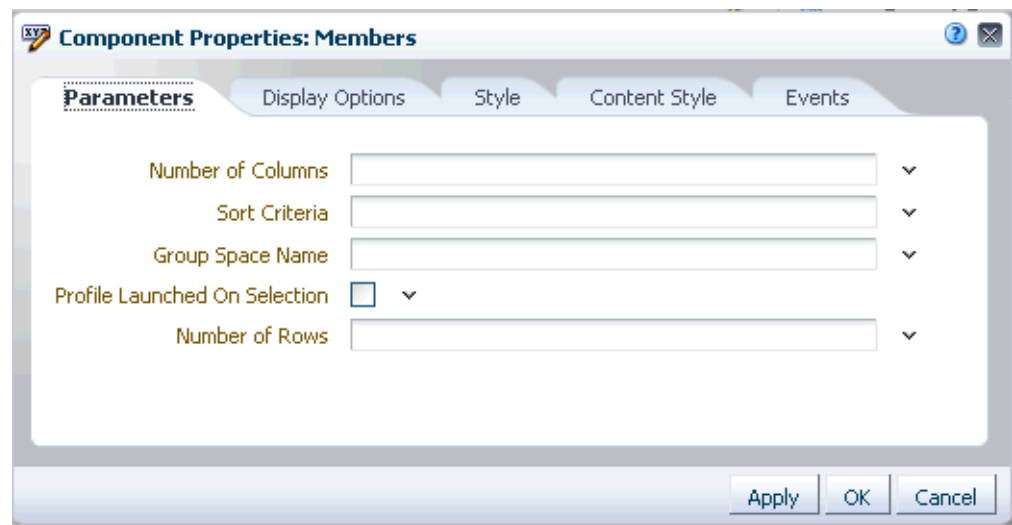 Component Properties: Members
Parameters Display Options Style Content Style Events
Number of Columns
Sort Criteria
Group Space Name
Profile Launched On Selection
Number of Rows
Apply OK Cancel